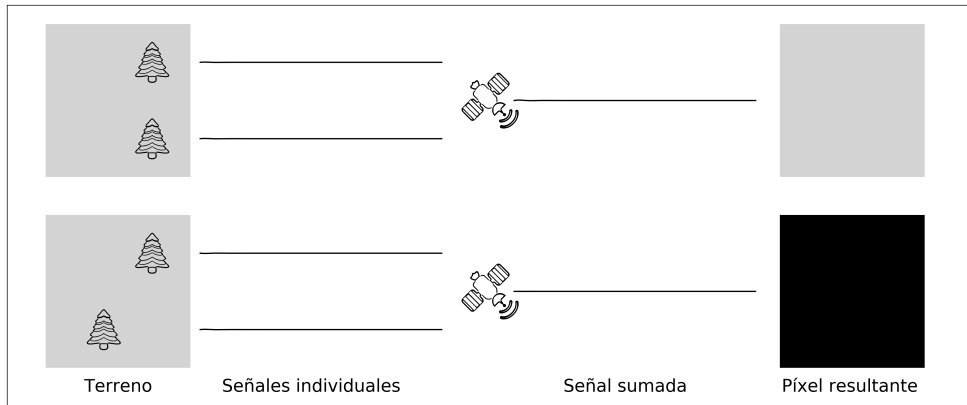 Terreno
Señales individuales
Señal sumada
Píxel resultante